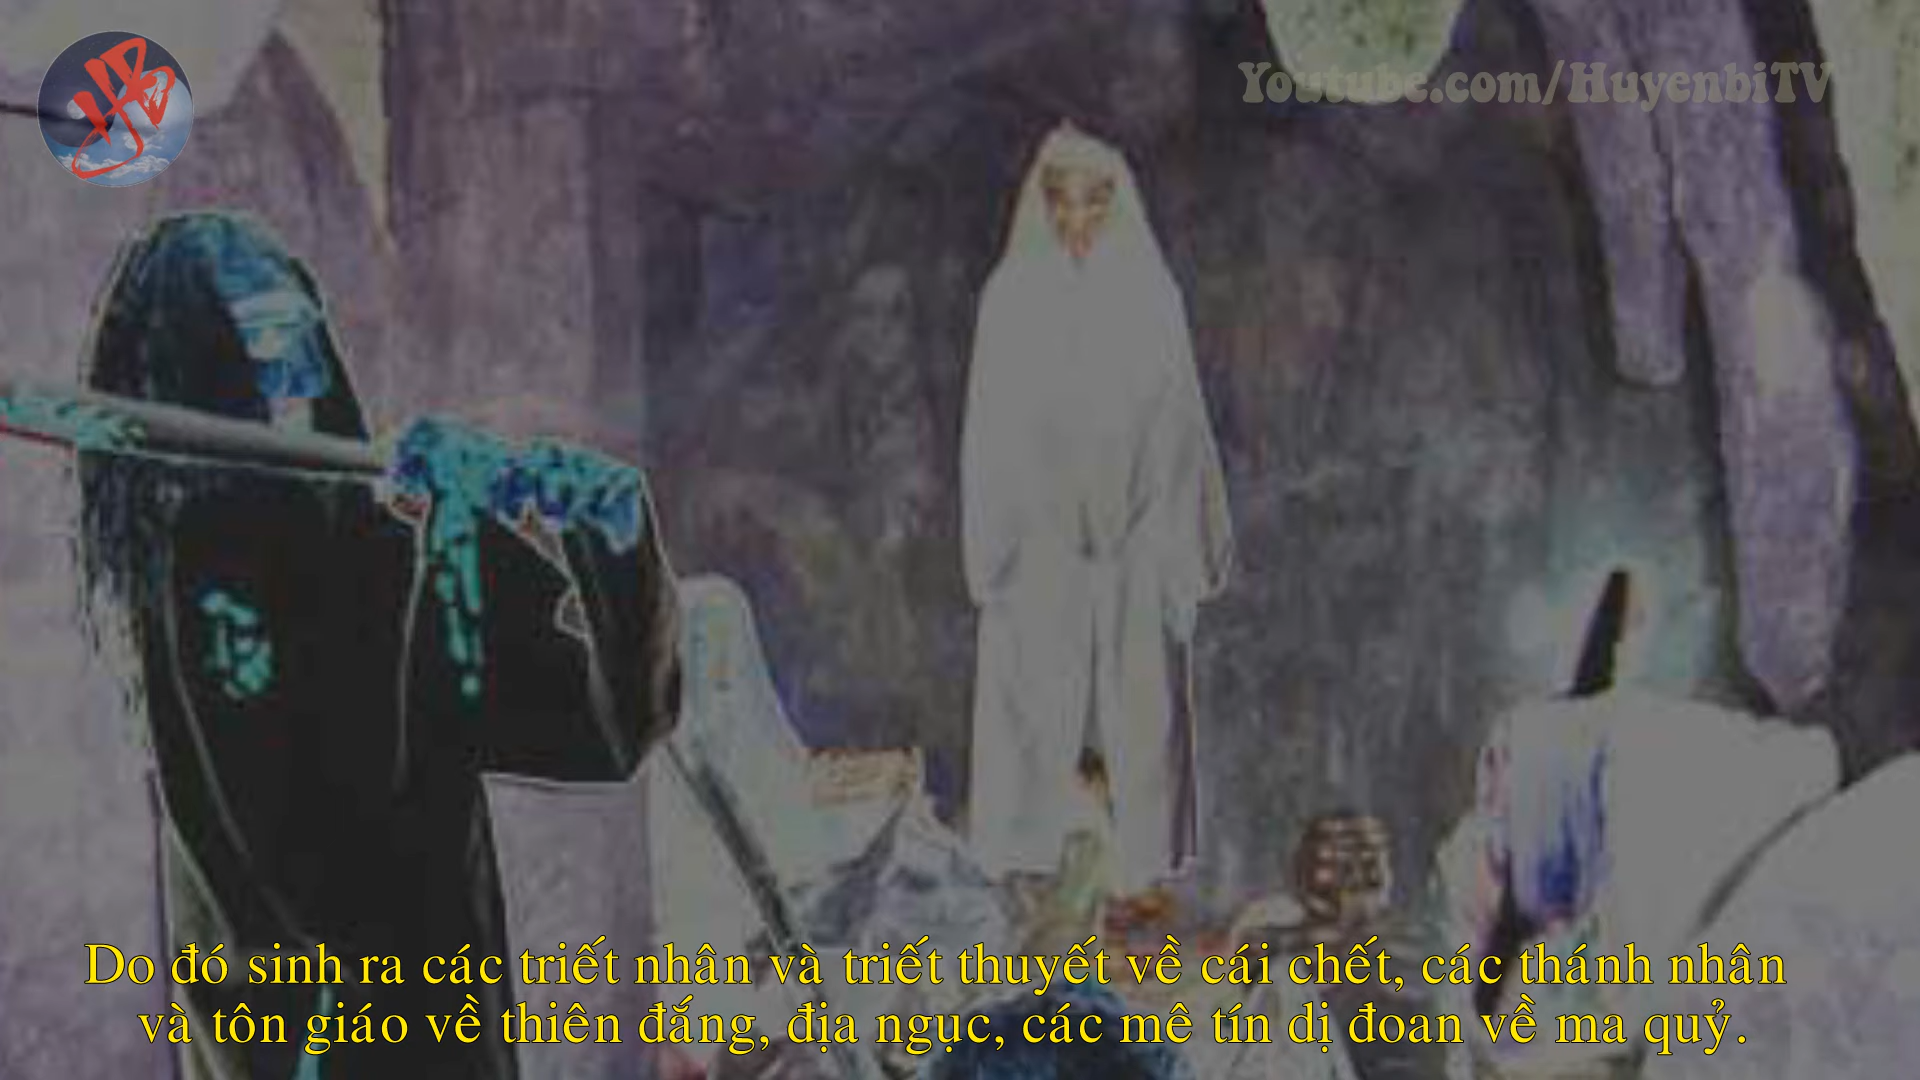 Youtube.com/HuyenbiTV
Do đó sinh ra các triết nhân và triết thuyết về cái chết, các thánh nhân
và tôn giáo về thiên đắng, địa ngục, các mê tín dị đoan về ma quỷ.